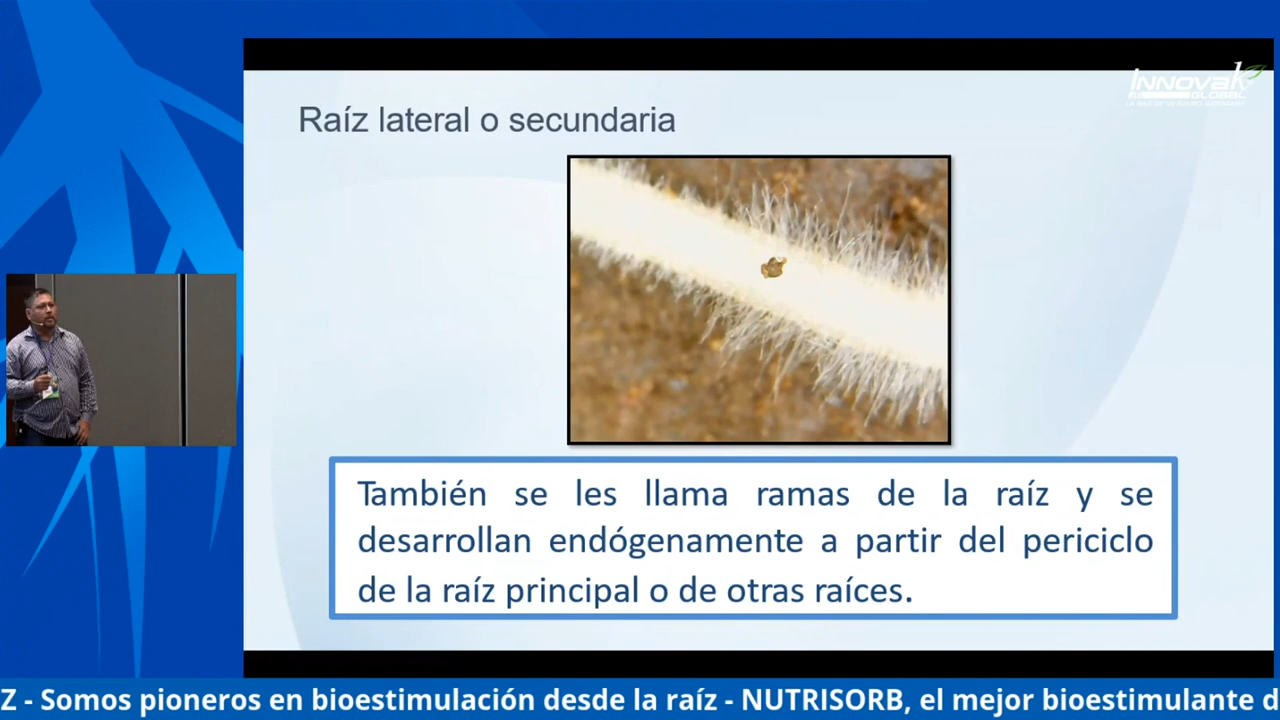 Innovak
GLOBAL
Raíz lateral o secundaria
También se les llama ramas de la raíz y se
desarrollan endógenamente a partir del periciclo
de la raíz principal o de otras raíces.
Z - Somos pioneros en bioestimulación desde la raíz - NUTRISORB, el mejor bioestimulante d